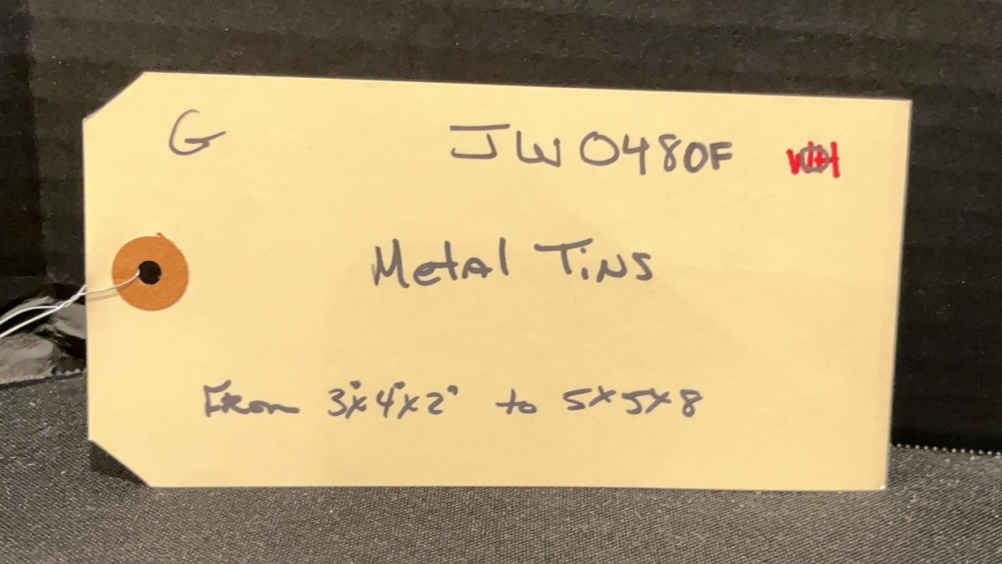 G JW0480F
Metal Tins
From 3"x4"x2" to 5x5x8